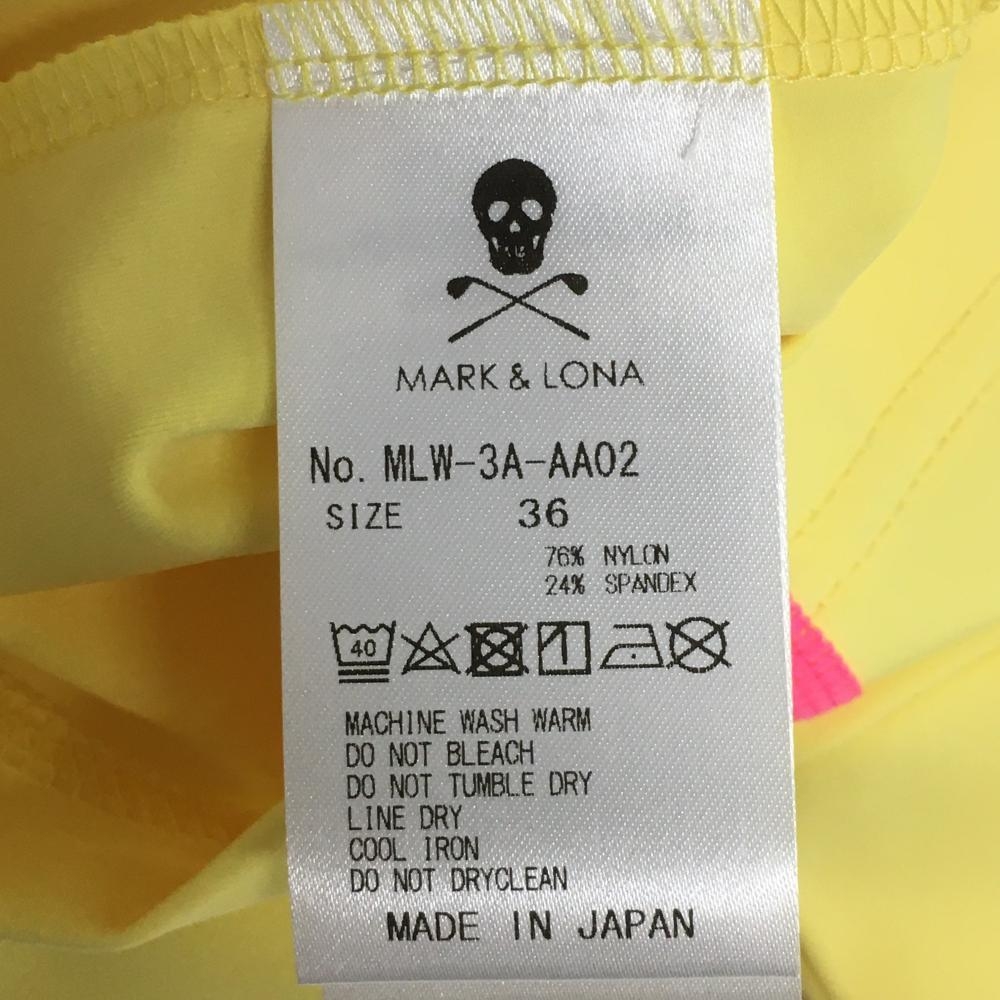 MARK & LONA
No. MLW-3A-AA02
SIZE 36
76% NYLON
24% SPANDEX
40
MACHINE WASH WARM
DO NOT BLEACH
DO NOT TUMBLE DRY
LINE DRY
COOL IRON
DO NOT DRYCLEAN
MADE IN JAPAN